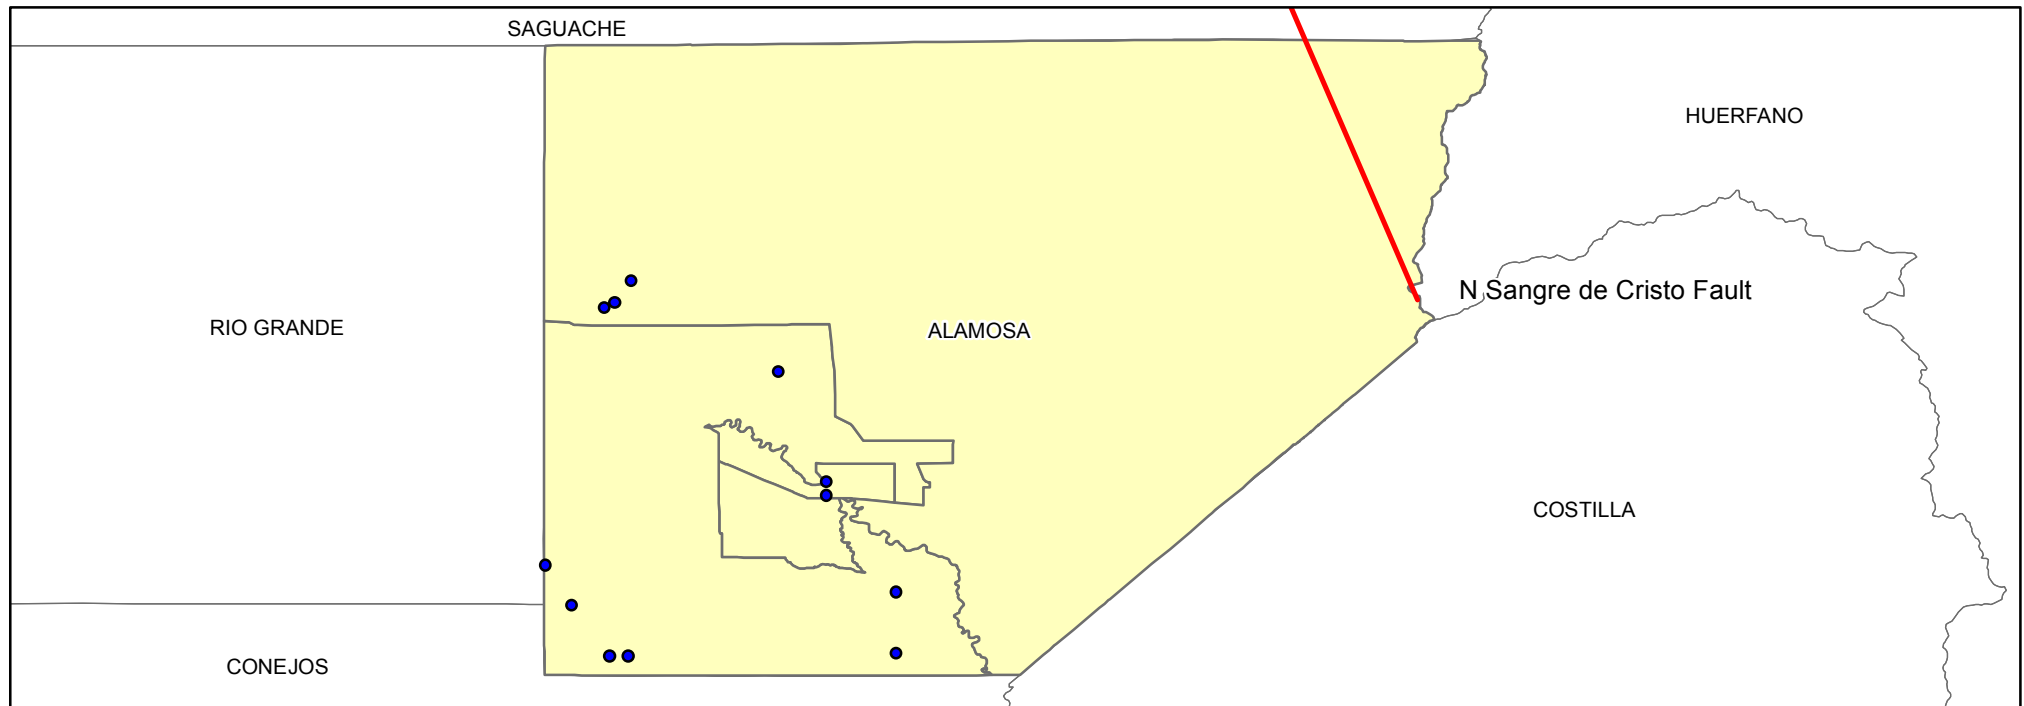 SAGUACHE
HUERFANO
N Sangre de Cristo Fault
RIO GRANDE
ALAMOSA
COSTILLA
CONEJOS